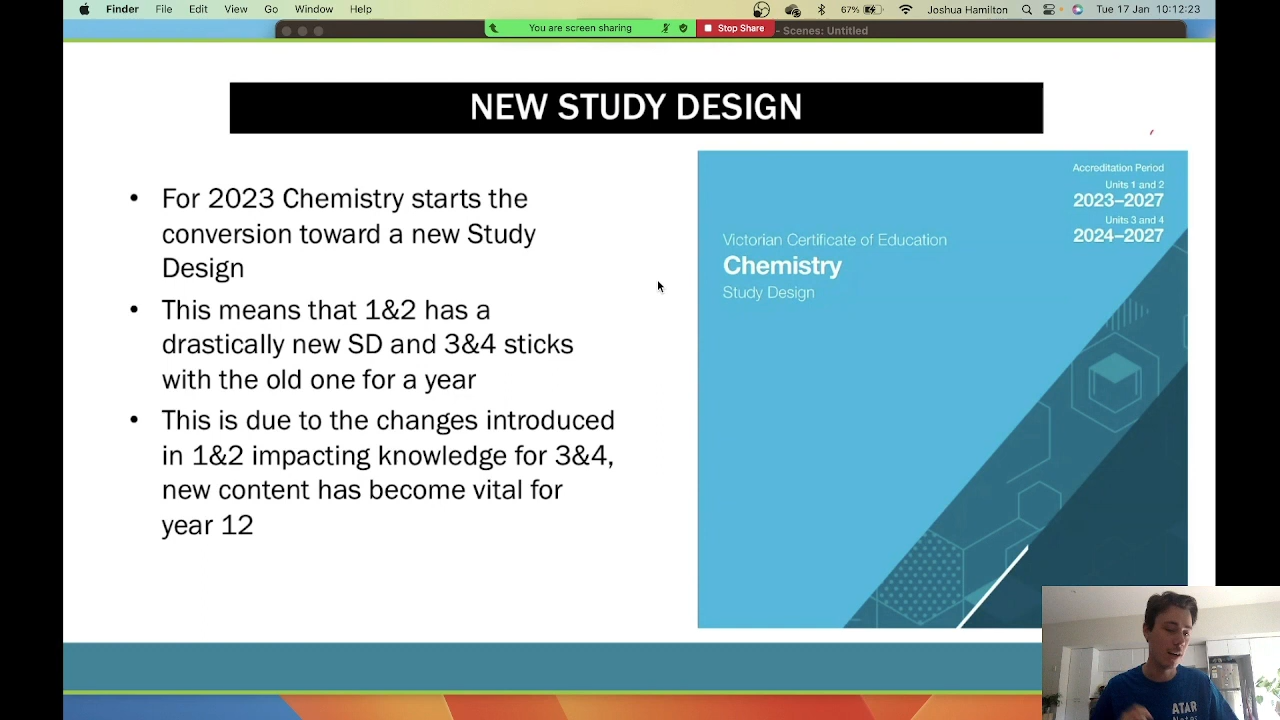 Finder File Edit View Go Window Help 67% Joshua Hamilton Tue 17 Jan 10:12:23
You are screen sharing Stop Share - Scenes: Untitled
NEW STUDY DESIGN
• For 2023 Chemistry starts the
conversion toward a new Study
Design
• This means that 1&2 has a
drastically new SD and 3&4 sticks
with the old one for a year
• This is due to the changes introduced
in 1&2 impacting knowledge for 3&4,
new content has become vital for
year 12
Accreditation Period
Units 1 and 2
2023–2027
Units 3 and 4
2024–2027
Victorian Certificate of Education
Chemistry
Study Design
ATAR
Notes